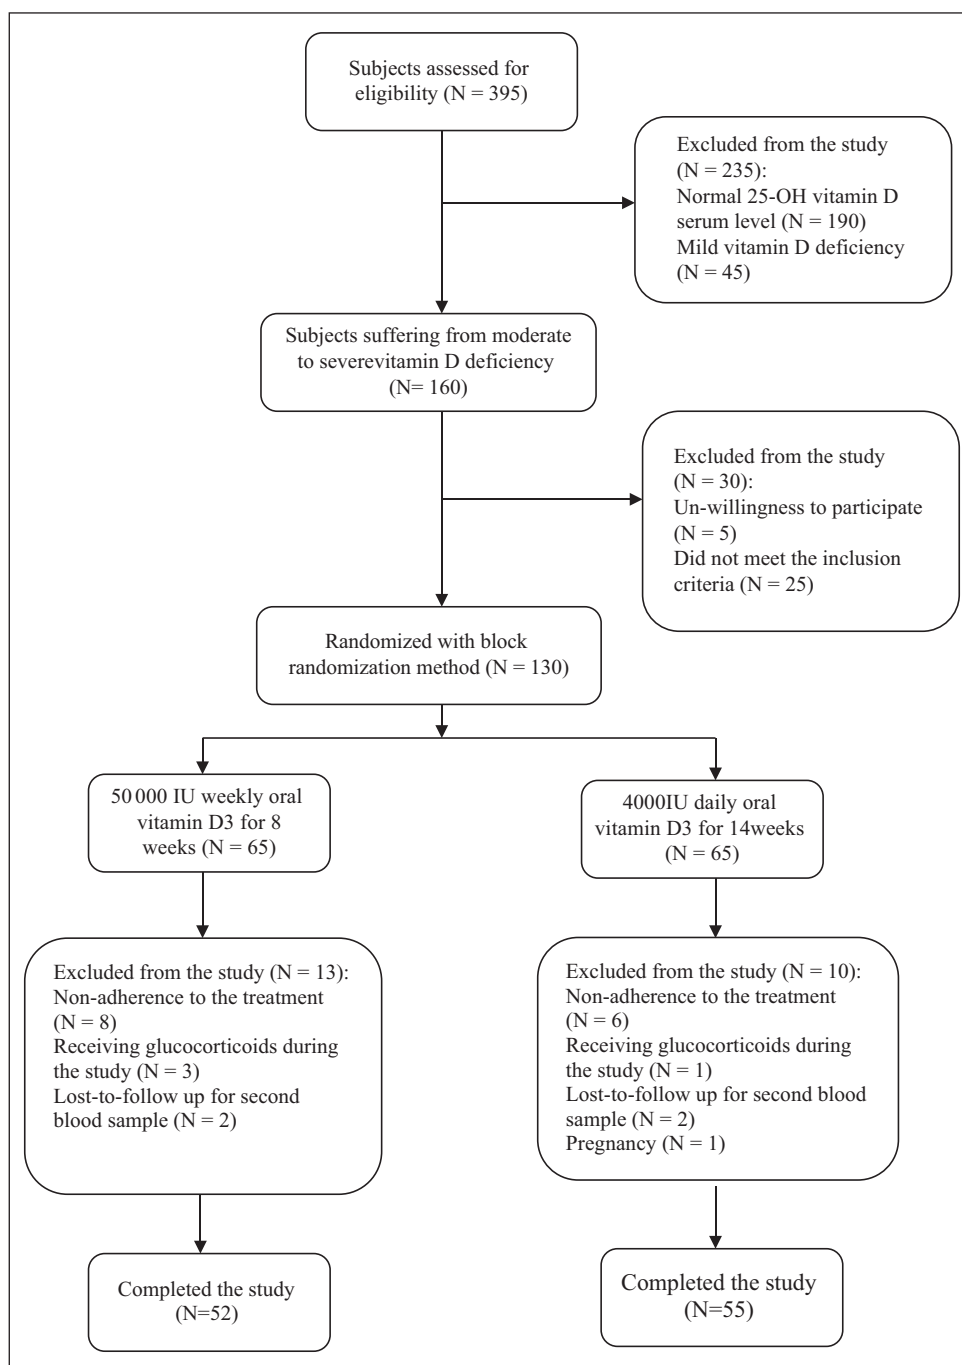 Subjects assessed for
eligibility (N = 395)
Excluded from the study
(N = 235):
Normal 25-OH vitamin D
serum level (N = 190)
Mild vitamin D deficiency
(N = 45)
Subjects suffering from moderate
to severevitamin D deficiency
(N= 160)
Excluded from the study
(N = 30):
Un-willingness to participate
(N = 5)
Did not meet the inclusion
criteria (N = 25)
Randomized with block
randomization method (N = 130)
50 000 IU weekly oral
vitamin D3 for 8
weeks (N = 65)
4000IU daily oral
vitamin D3 for 14weeks
(N = 65)
Excluded from the study (N = 13):
Non-adherence to the treatment
(N = 8)
Receiving glucocorticoids during
the study (N = 3)
Lost-to-follow up for second
blood sample (N = 2)
Excluded from the study (N = 10):
Non-adherence to the treatment
(N = 6)
Receiving glucocorticoids during
the study (N = 1)
Lost-to-follow up for second blood
sample (N = 2)
Pregnancy (N = 1)
Completed the study
(N=52)
Completed the study
(N=55)